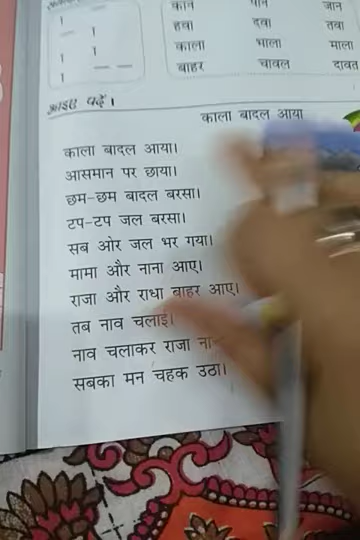 कान पान जान
हवा दवा तवा
काला भाला माला
बाहर चावल दावत
आइए पढ़ें।
काला बादल आया
काला बादल आया।
आसमान पर छाया।
छम-छम बादल बरसा।
टप-टप जल बरसा।
सब ओर जल भर गया।
मामा और नाना आए।
राजा और राधा बाहर आए।
तब नाव चलाई।
नाव चलाकर राजा
सबका मन चहक उठा।